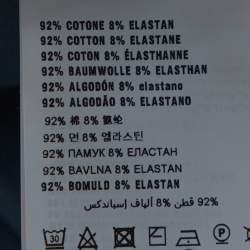 92% COTONE 8% ELASTAN
92% COTTON 8% ELASTANE
92% COTON 8% ÉLASTHANNE
92% BAUMWOLLE 8% ELASTHAN
92% ALGODÓN 8% elastano
92% ALGODÃO 8% ELASTANO
92% 棉 8% 氨纶
92% 면 8% 엘라스틴
92% ПАМУК 8% ЕЛАСТАН
92% BAVLNA 8% ELASTAN
92% BOMULD 8% ELASTAN
92% قطن 8% ألياف إسباندكس
30
P